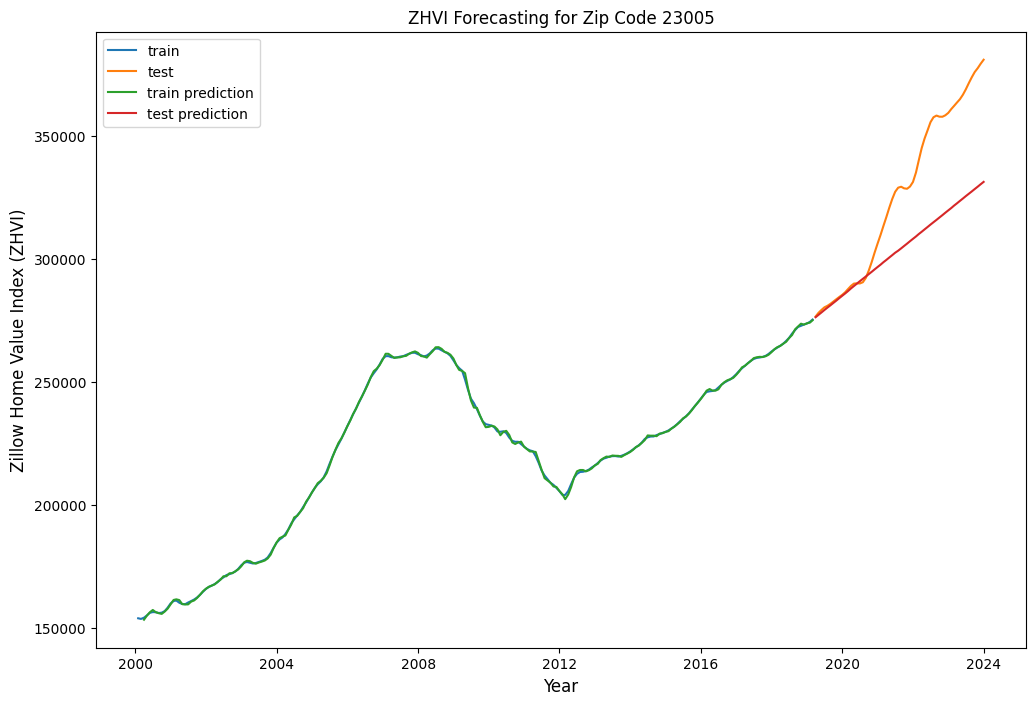 ZHVI Forecasting for Zip Code 23005
train
test
train prediction
test prediction
350000
300000
250000
200000
150000
Zillow Home Value Index (ZHVI)
2000 2004 2008 2012 2016 2020 2024
Year